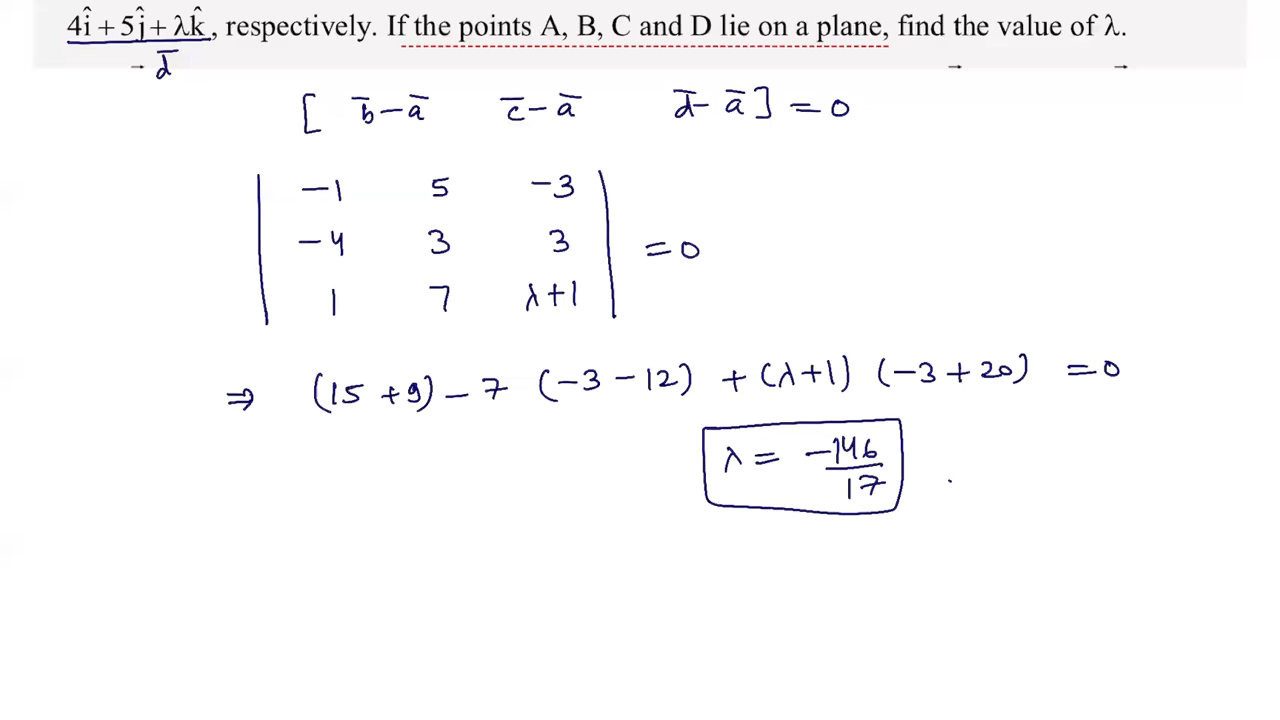 4î + 5ĵ + λk̂, respectively. If the points A, B, C and D lie on a plane, find the value of λ.
d̄
[ b̄ – ā c̄ – ā d̄ – ā ] = 0
| –1 5 –3 |
| –4 3 3 | = 0
| 1 7 λ+1 |
⇒ (15 + 9) – 7 (–3 – 12) + (λ+1) (–3 + 20) = 0
λ = –146/17